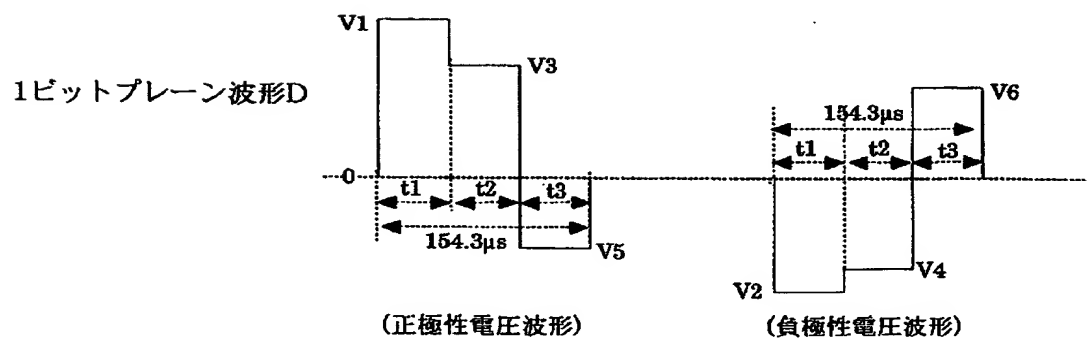 V1
1ビットプレーン波形D
V3
V6
154.3μs
t1 t2 t3
0
t1 t2 t3
154.3μs
V5
V4
V2
(正極性電圧波形)
(負極性電圧波形)